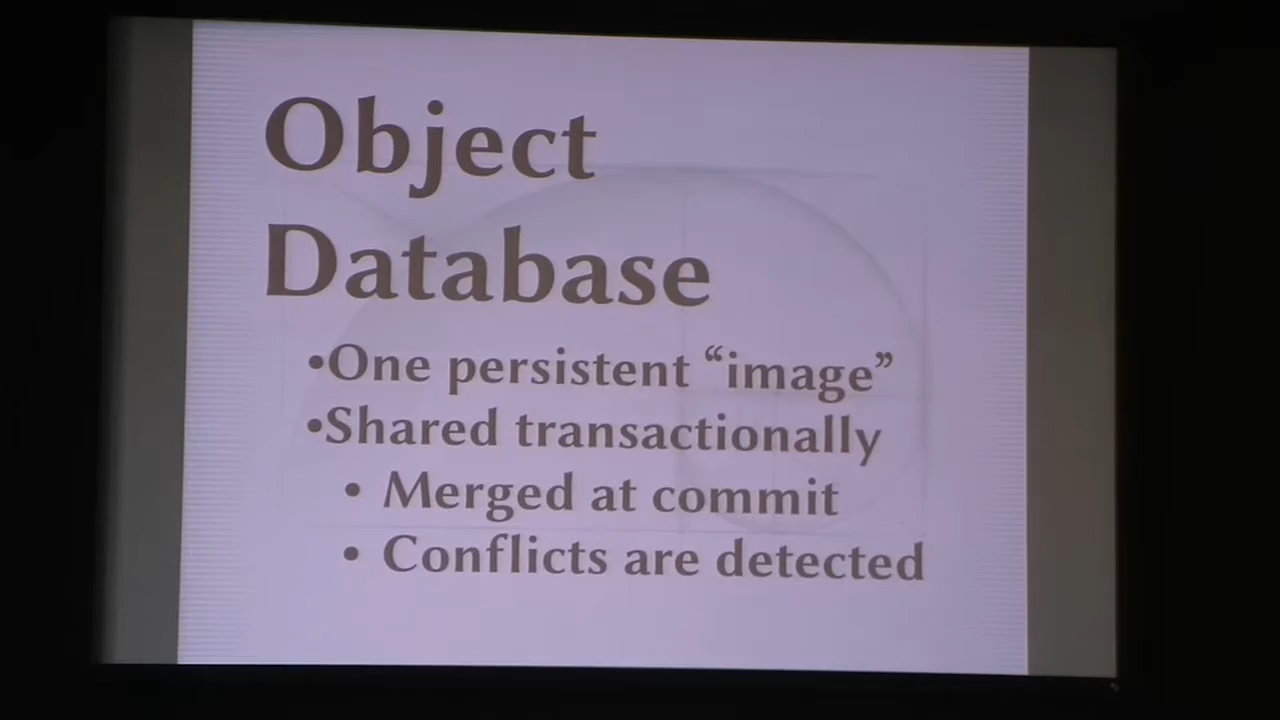 Object
Database
•One persistent “image”
•Shared transactionally
• Merged at commit
• Conflicts are detected